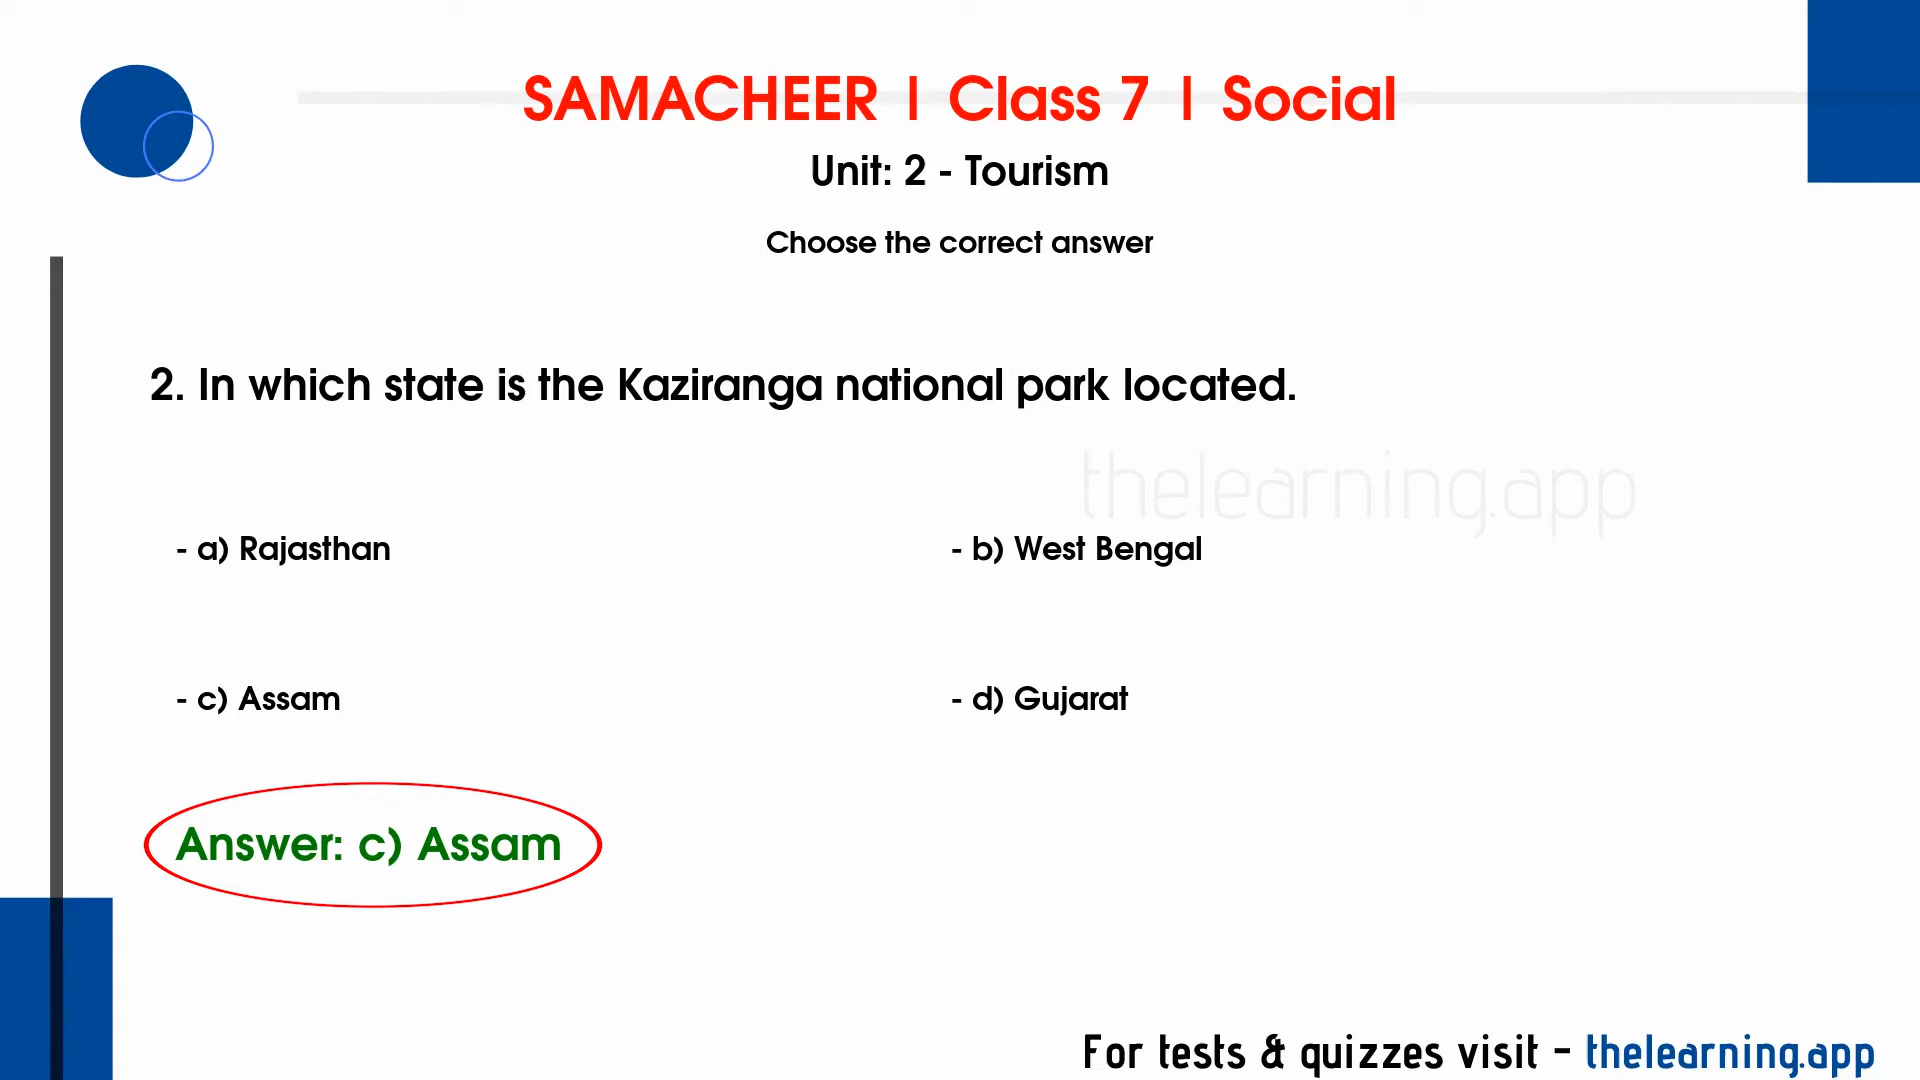 SAMACHEER | Class 7 | Social
Unit: 2 - Tourism
Choose the correct answer
2. In which state is the Kaziranga national park located.
thelearning.app
- a) Rajasthan
- b) West Bengal
- c) Assam
- d) Gujarat
Answer: c) Assam
For tests & quizzes visit - thelearning.app